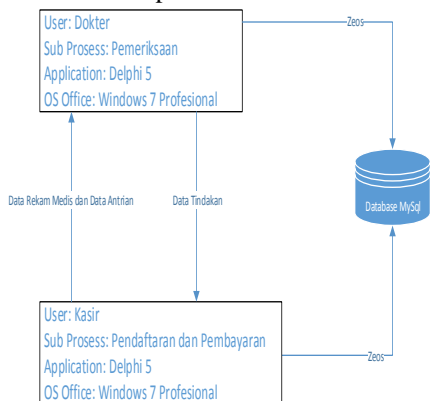 User: Dokter
Sub Prosess: Pemeriksaan
Application: Delphi 5
OS Office: Windows 7 Profesional
Zeos
Data Rekam Medis dan Data Antrian
Data Tindakan
Database MySql
User: Kasir
Sub Prosess: Pendaftaran dan Pembayaran
Application: Delphi 5
OS Office: Windows 7 Profesional
Zeos